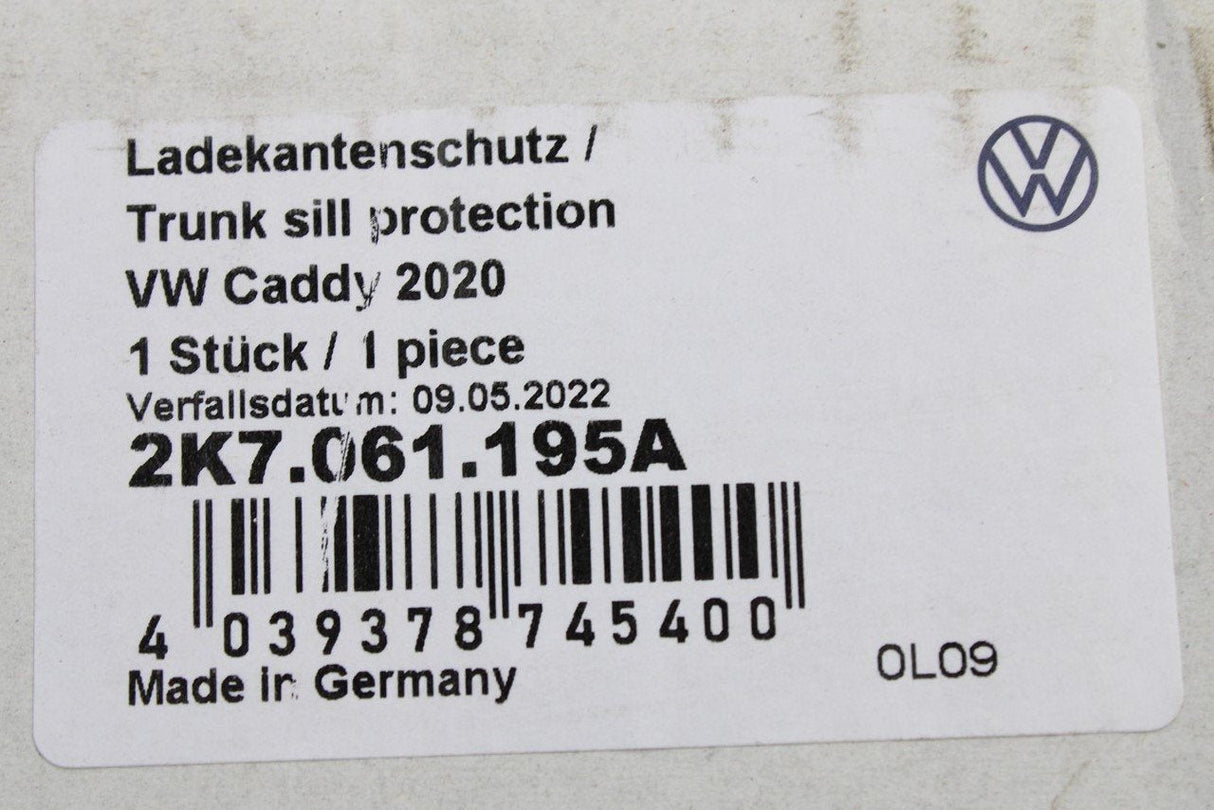 Ladekantenschutz /
Trunk sill protection
VW Caddy 2020
1 Stück / 1 piece
Verfallsdatum: 09.05.2022
2K7.061.195A
4 039378 745400
Made in Germany
0L09